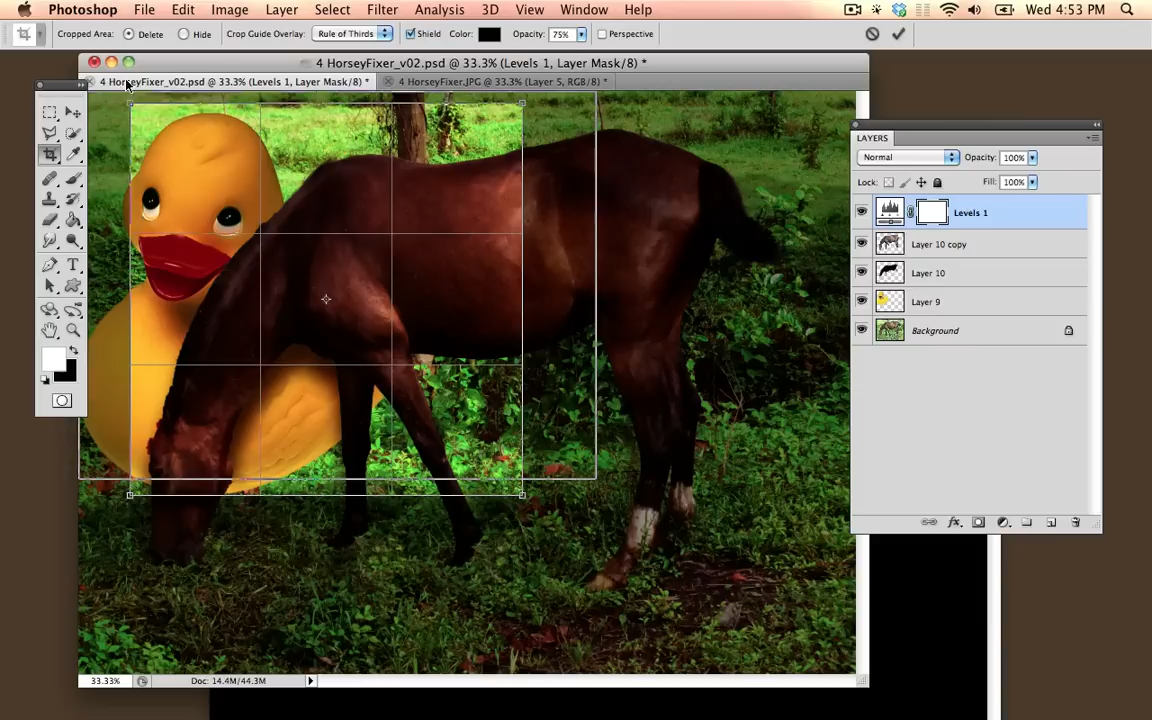 Photoshop File Edit Image Layer Select Filter Analysis 3D View Window Help Wed 4:53 PM
Cropped Area: Delete Hide Crop Guide Overlay: Rule of Thirds Shield Color: Opacity: 75% Perspective
4 HorseyFixer_v02.psd @ 33.3% (Levels 1, Layer Mask/8) *
4 HorseyFixer_v02.psd @ 33.3% (Levels 1, Layer Mask/8) * 4 HorseyFixer.JPG @ 33.3% (Layer 5, RGB/8) *
LAYERS
Normal Opacity: 100%
Lock: Fill: 100%
Levels 1
Layer 10 copy
Layer 10
Layer 9
Background
fx.
33.33% Doc: 14.4M/44.3M